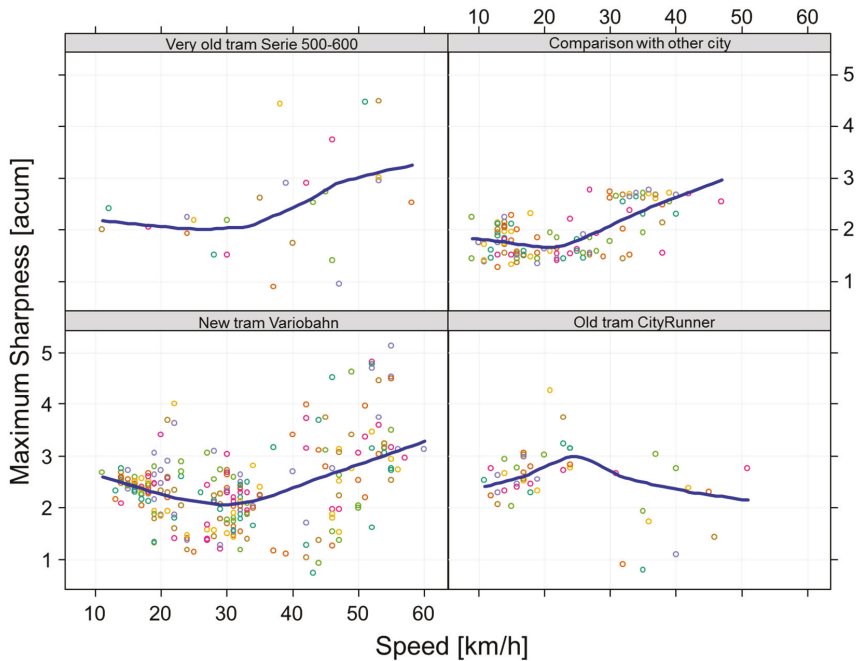 10 20 30 40 50 60
Very old tram Serie 500-600
Comparison with other city
5
4
3
2
1
Maximum Sharpness [acum]
New tram Variobahn
Old tram CityRunner
5
4
3
2
1
10 20 30 40 50 60
Speed [km/h]